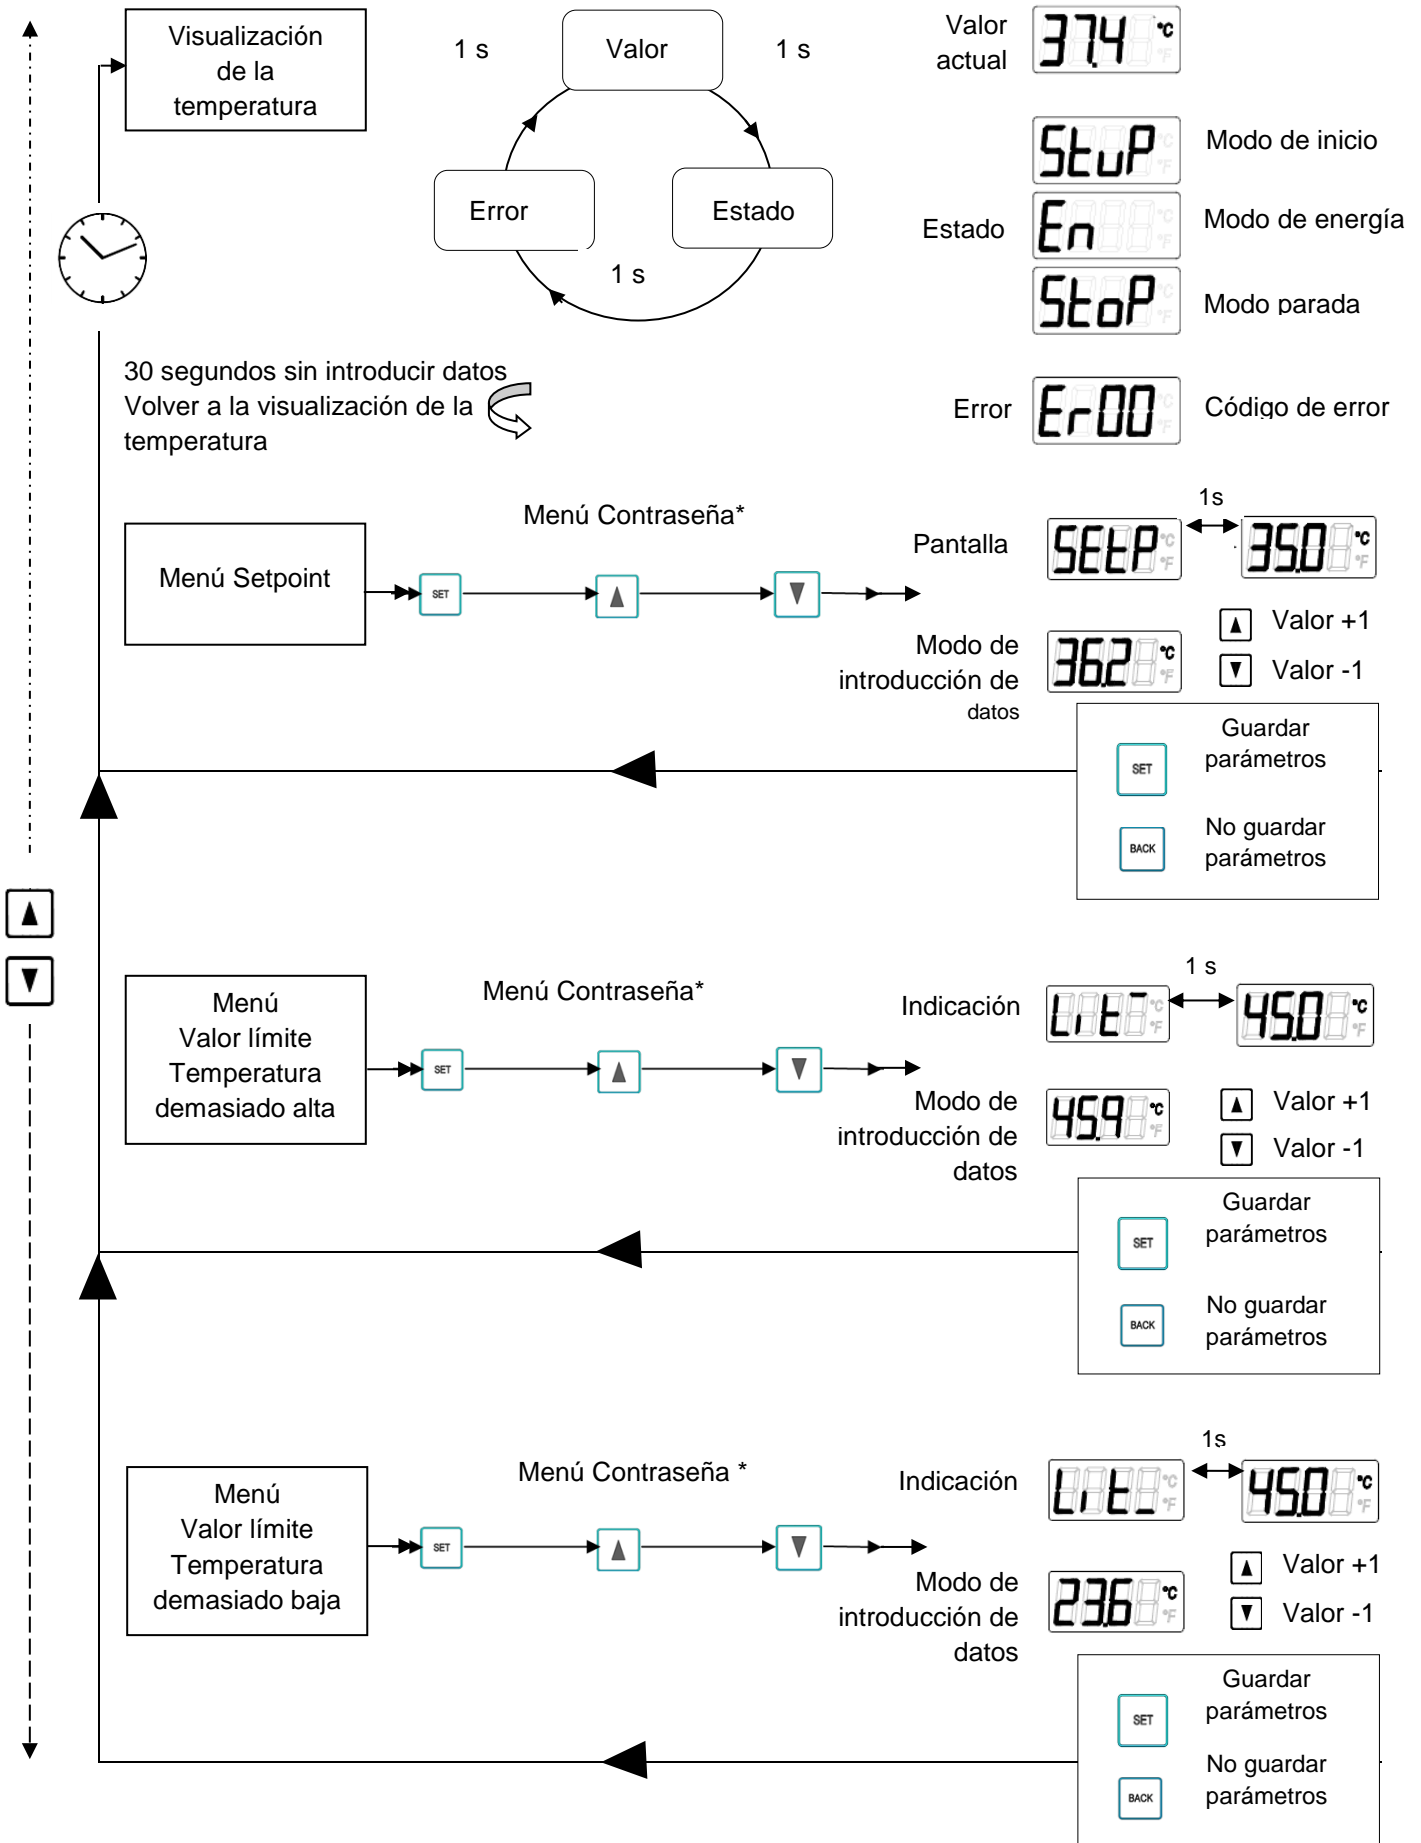 Visualización
de la
temperatura
1 s
Valor
1 s
Error
Estado
1 s
Valor
actual
37.4 °C °F
StuP °C °F
Modo de inicio
Estado
En °C °F
Modo de energía
StoP °C °F
Modo parada
30 segundos sin introducir datos
Volver a la visualización de la
temperatura
Error
Er00 °C °F
Código de error
Menú Setpoint
Menú Contraseña*
SET
▲
▼
Pantalla
SEtP °C °F
1s
35.0 °C °F
Modo de
introducción de
datos
36.2 °C °F
▲ Valor +1
▼ Valor -1
SET
Guardar
parámetros
BACK
No guardar
parámetros
▲
▼
Menú
Valor límite
Temperatura
demasiado alta
Menú Contraseña*
SET
▲
▼
Indicación
Lit¯ °C °F
1 s
45.0 °C °F
Modo de
introducción de
datos
45.9 °C °F
▲ Valor +1
▼ Valor -1
SET
Guardar
parámetros
BACK
No guardar
parámetros
Menú
Valor límite
Temperatura
demasiado baja
Menú Contraseña *
SET
▲
▼
Indicación
Lit_ °C °F
1s
45.0 °C °F
Modo de
introducción de
datos
23.6 °C °F
▲ Valor +1
▼ Valor -1
SET
Guardar
parámetros
BACK
No guardar
parámetros